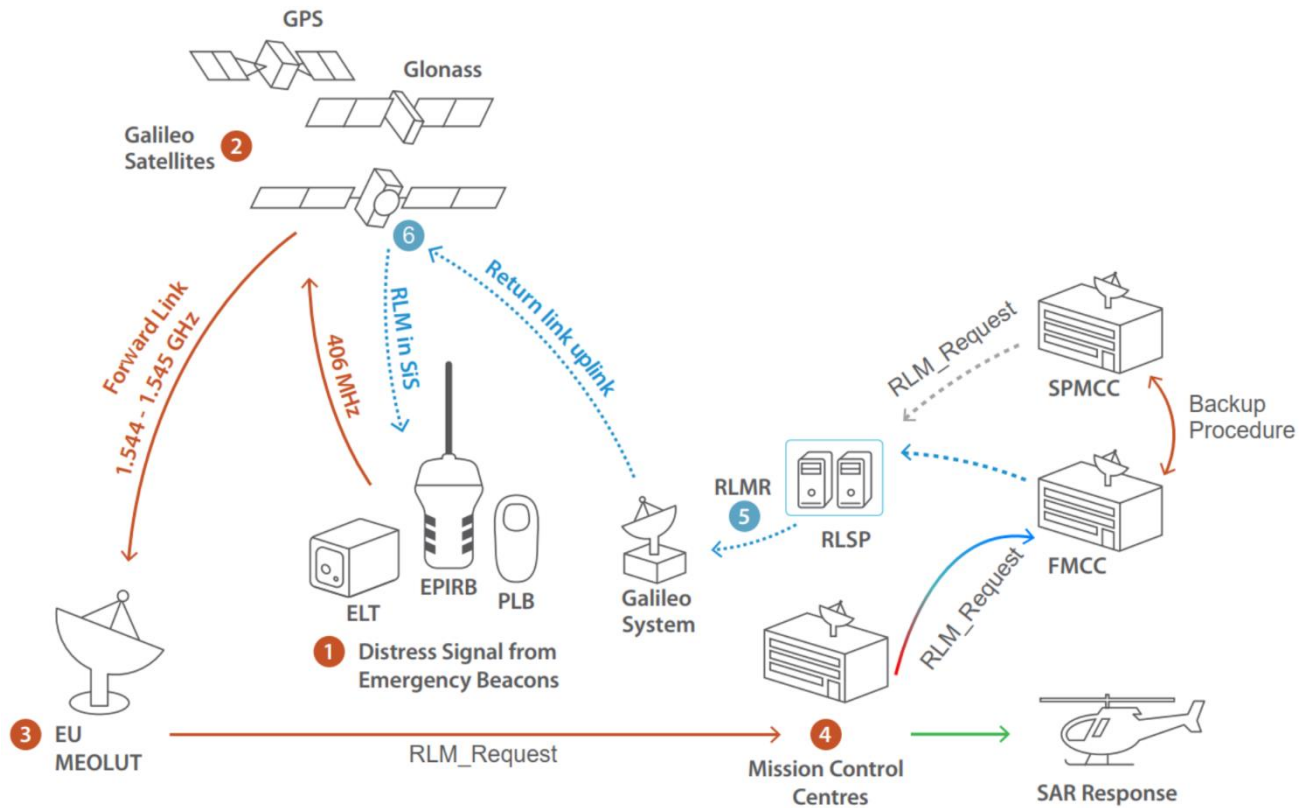 GPS
Glonass
Galileo
Satellites
2
6
Forward Link
1.544 - 1.545 GHz
406 MHz
RLM in SiS
Return link uplink
RLM_Request
SPMCC
Backup
Procedure
RLMR
5
RLSP
FMCC
RLM_Request
ELT
EPIRB
PLB
Galileo
System
1
Distress Signal from
Emergency Beacons
3
EU
MEOLUT
RLM_Request
4
Mission Control
Centres
SAR Response